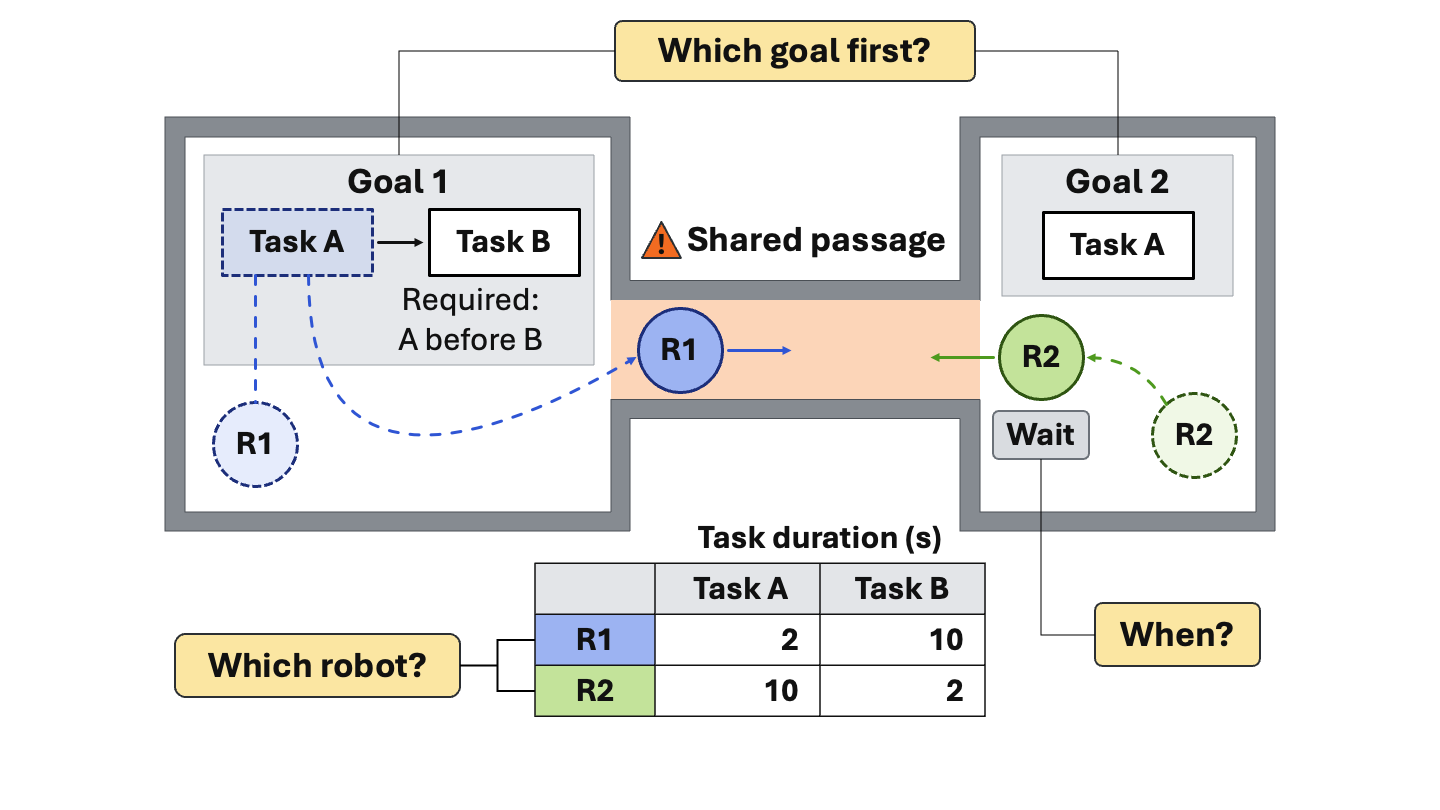 Which goal first?
Goal 1
Task A
Task B
Required:
A before B
Shared passage
Goal 2
Task A
R1
R1
R2
R2
Wait
Task duration (s)
Task A Task B
R1 2 10
R2 10 2
Which robot?
When?